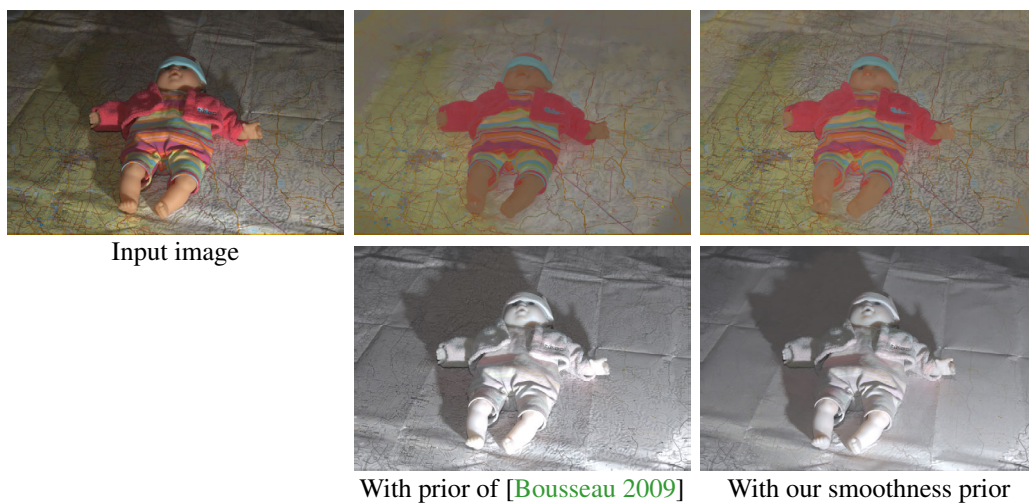 Input image
With prior of [Bousseau 2009]
With our smoothness prior